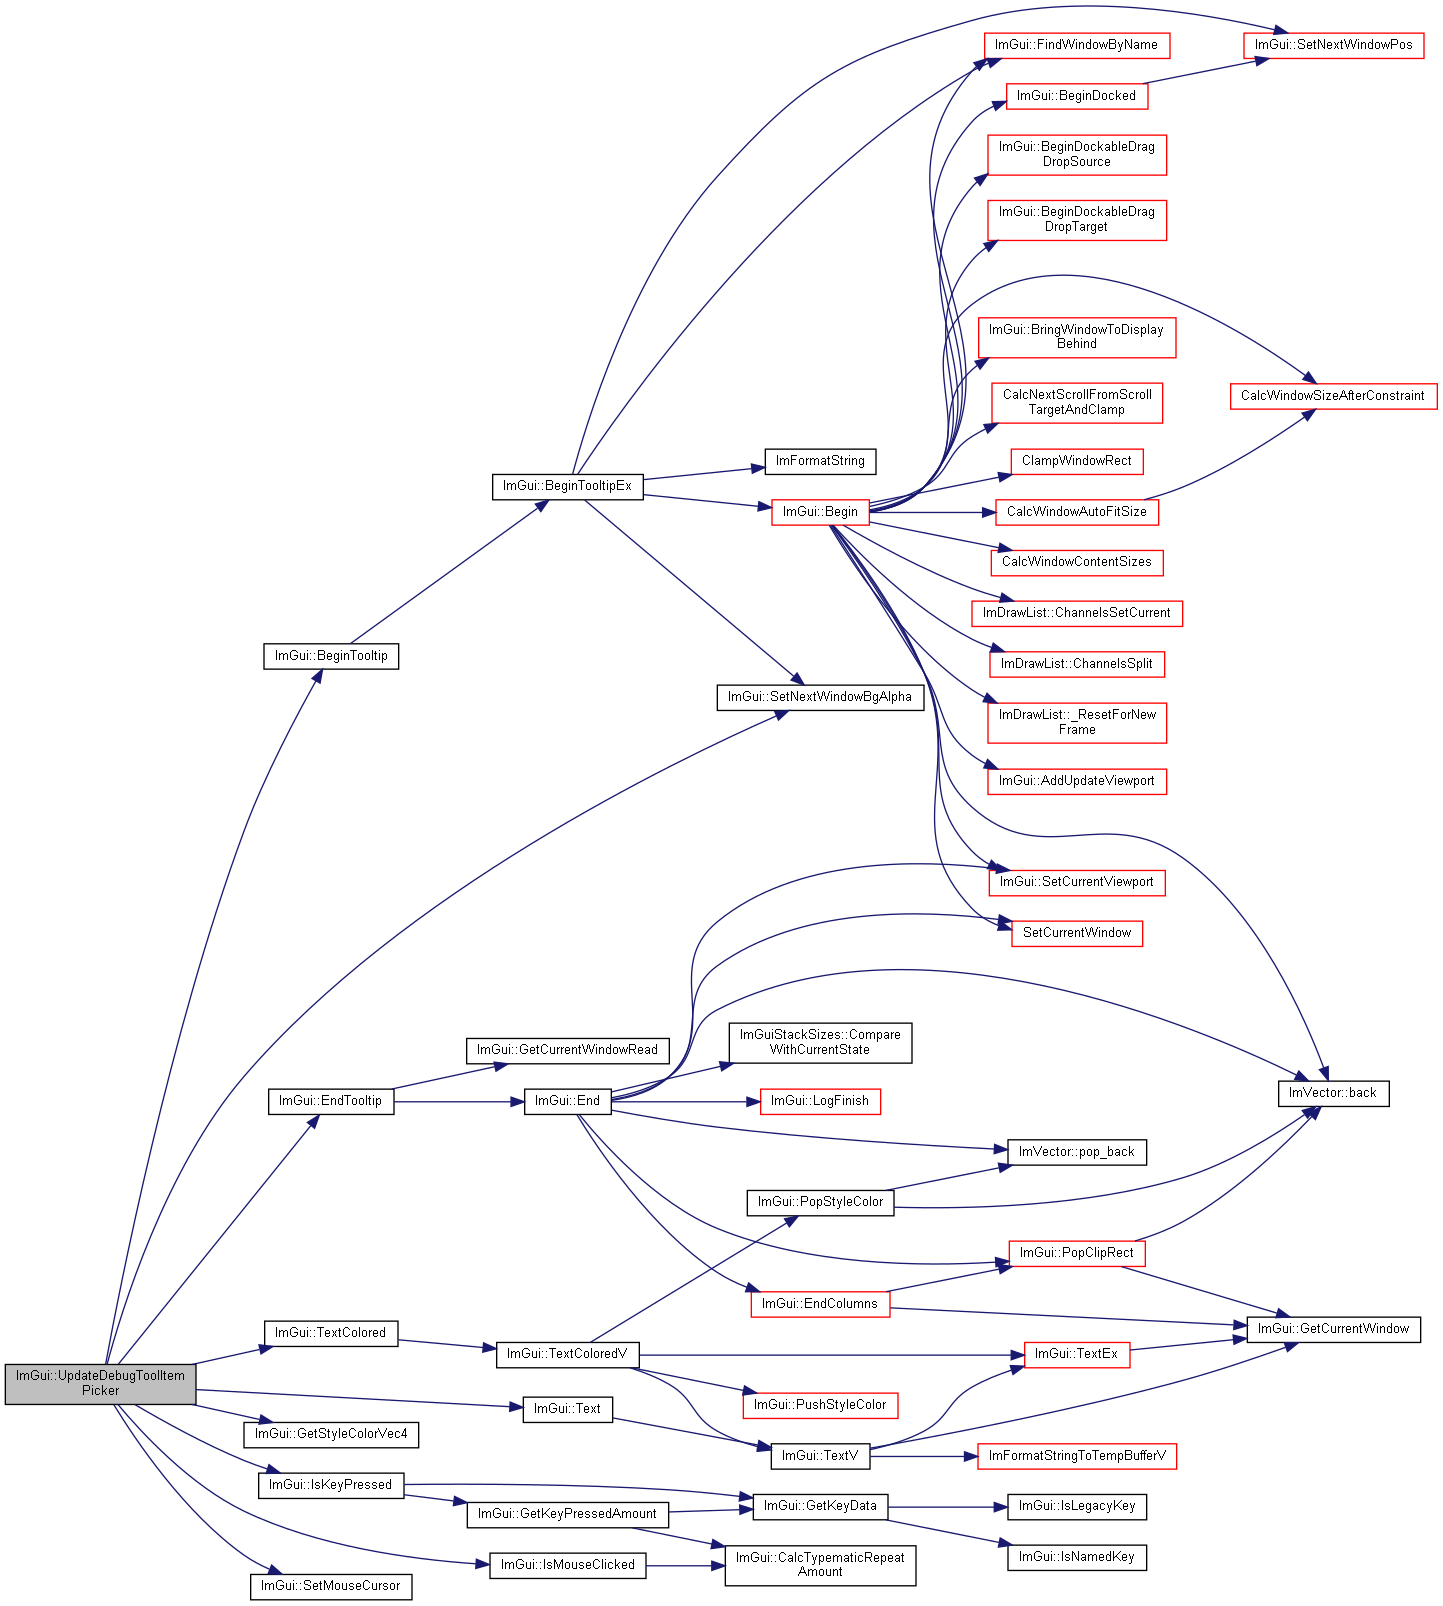 ImGui::FindWindowByName
ImGui::SetNextWindowPos
ImGui::BeginDocked
ImGui::BeginDockableDrag
DropSource
ImGui::BeginDockableDrag
DropTarget
ImGui::BringWindowToDisplay
Behind
CalcNextScrollFromScroll
TargetAndClamp
CalcWindowSizeAfterConstraint
ImFormatString
ClampWindowRect
ImGui::BeginTooltipEx
ImGui::Begin
CalcWindowAutoFitSize
CalcWindowContentSizes
ImDrawList::ChannelsSetCurrent
ImGui::BeginTooltip
ImDrawList::ChannelsSplit
ImGui::SetNextWindowBgAlpha
ImDrawList::_ResetForNew
Frame
ImGui::AddUpdateViewport
ImGui::SetCurrentViewport
SetCurrentWindow
ImGuiStackSizes::Compare
WithCurrentState
ImGui::GetCurrentWindowRead
ImGui::EndTooltip
ImGui::End
ImGui::LogFinish
ImVector::back
ImVector::pop_back
ImGui::PopStyleColor
ImGui::PopClipRect
ImGui::EndColumns
ImGui::GetCurrentWindow
ImGui::TextColored
ImGui::TextColoredV
ImGui::TextEx
ImGui::UpdateDebugToolItem
Picker
ImGui::PushStyleColor
ImGui::Text
ImGui::GetStyleColorVec4
ImGui::TextV
ImFormatStringToTempBufferV
ImGui::IsKeyPressed
ImGui::GetKeyPressedAmount
ImGui::GetKeyData
ImGui::IsLegacyKey
ImGui::IsNamedKey
ImGui::IsMouseClicked
ImGui::CalcTypematicRepeat
Amount
ImGui::SetMouseCursor